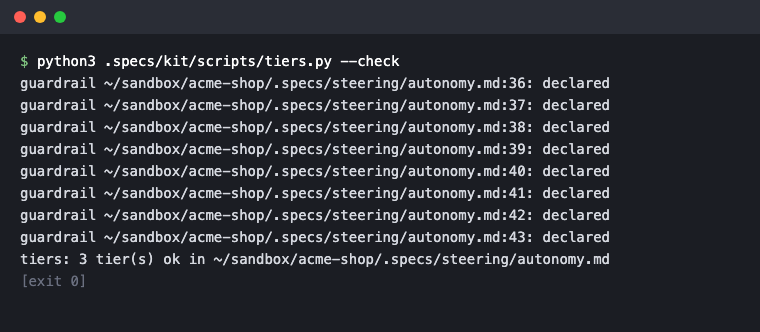 $ python3 .specs/kit/scripts/tiers.py --check
guardrail ~/sandbox/acme-shop/.specs/steering/autonomy.md:36: declared
guardrail ~/sandbox/acme-shop/.specs/steering/autonomy.md:37: declared
guardrail ~/sandbox/acme-shop/.specs/steering/autonomy.md:38: declared
guardrail ~/sandbox/acme-shop/.specs/steering/autonomy.md:39: declared
guardrail ~/sandbox/acme-shop/.specs/steering/autonomy.md:40: declared
guardrail ~/sandbox/acme-shop/.specs/steering/autonomy.md:41: declared
guardrail ~/sandbox/acme-shop/.specs/steering/autonomy.md:42: declared
guardrail ~/sandbox/acme-shop/.specs/steering/autonomy.md:43: declared
tiers: 3 tier(s) ok in ~/sandbox/acme-shop/.specs/steering/autonomy.md
[exit 0]